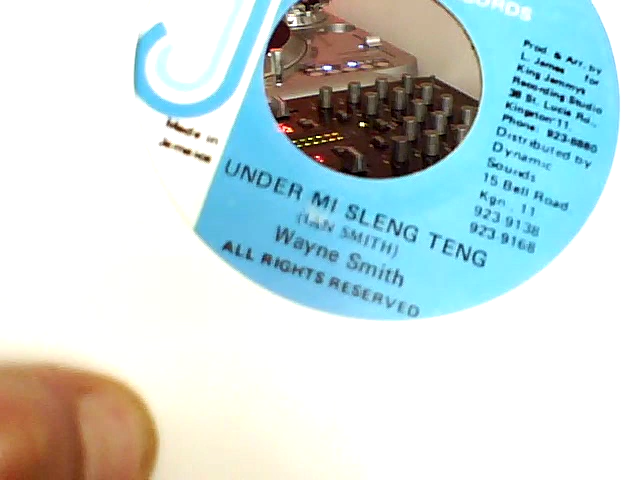 ORDS
Prod. & Arr. by
L. James for
King Jammys
Recording Studio
38 St. Lucia Rd.,
Kingston 11.
Phone: 923-8880
Distributed by
Dynamic
Sounds
15 Bell Road
Kgn. 11
923 9138
923-9168
Made in
Jamaica
UNDER MI SLENG TENG
(IAN SMITH)
Wayne Smith
ALL RIGHTS RESERVED